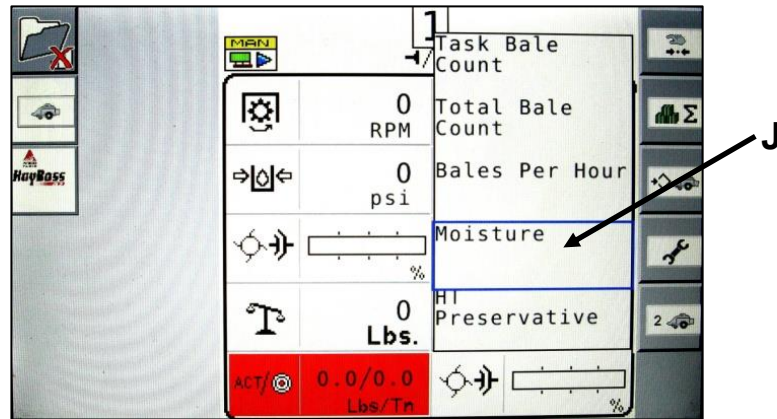 1
MAN
Task Bale
Count
0
RPM
Total Bale
Count
HayBoss
0
psi
Bales Per Hour
J
%
Moisture
0
Lbs.
HT
Preservative
2
ACT/
0.0/0.0
Lbs/Tn
%
Σ